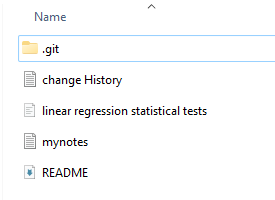 Name
.git
change History
linear regression statistical tests
mynotes
README